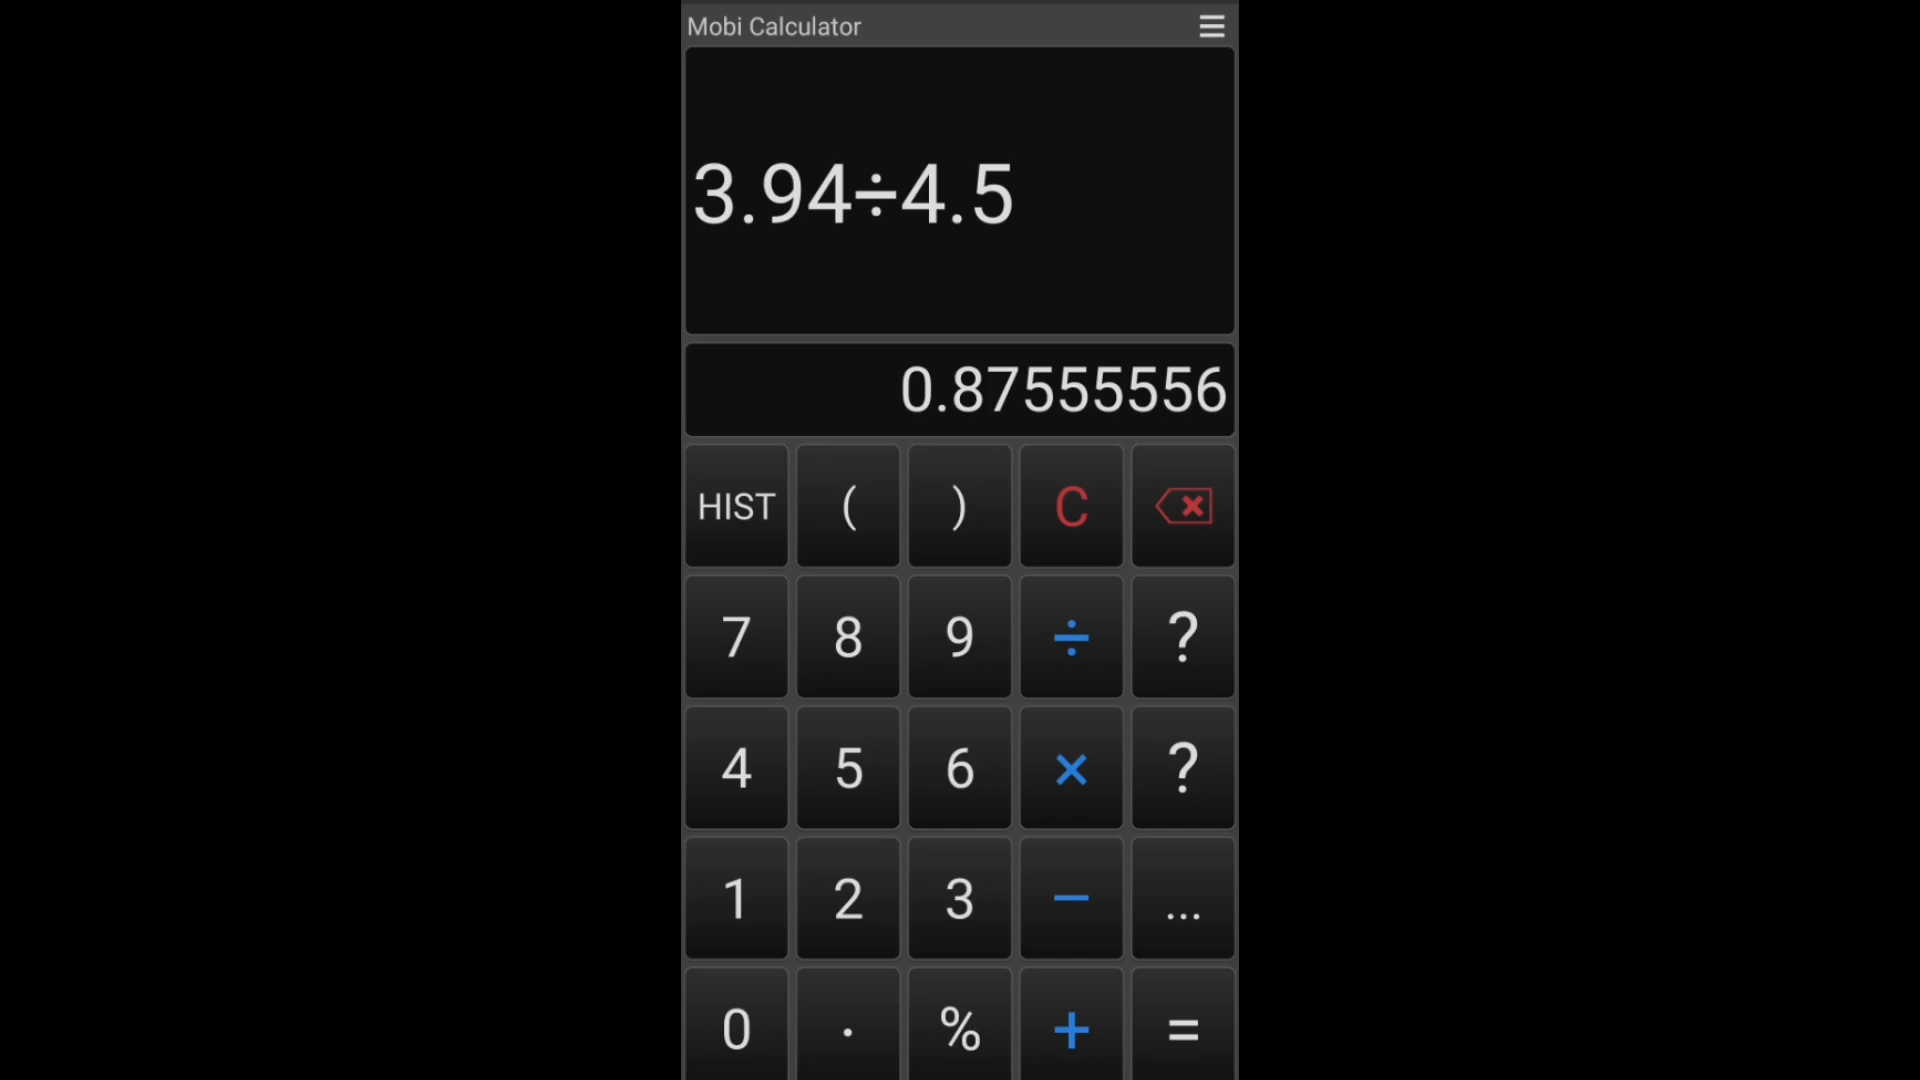 Mobi Calculator
3.94÷4.5
0.87555556
HIST ( ) C
7 8 9 ÷ ?
4 5 6 × ?
1 2 3 − ...
0 . % + =